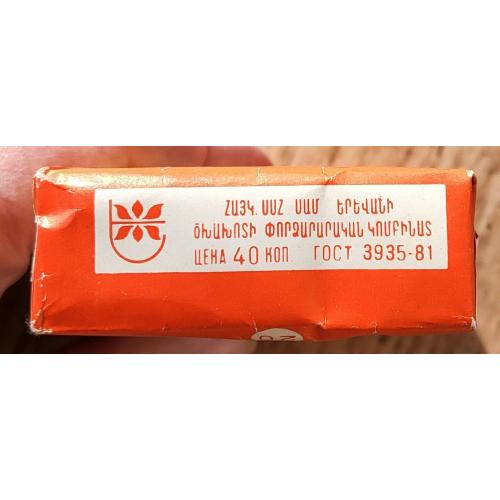 ՀԱՅԿ. ՍՍՀ ՍԱՄ ԵՐԵՎԱՆԻ
ԾԽԱԽՈՏԻ ՓՈՐՁԱՐԱՐԱԿԱՆ ԿՈՄԲԻՆԱՏ
ЦЕНА 40 КОП ГОСТ 3935-81